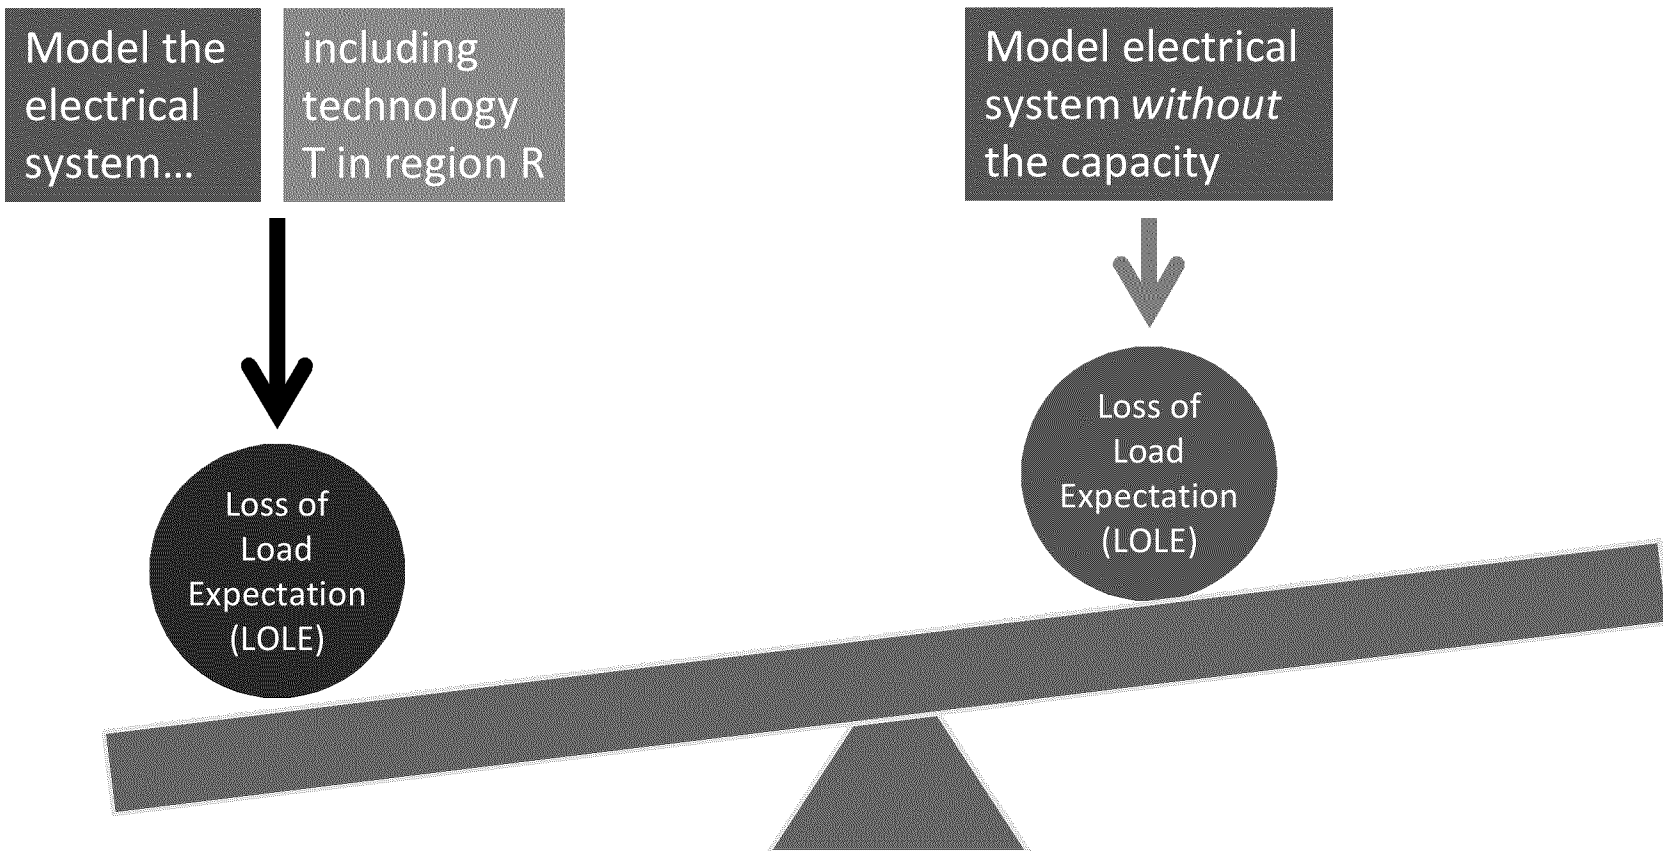 Model the
electrical
system…
including
technology
T in region R
Model electrical
system without
the capacity
Loss of
Load
Expectation
(LOLE)
Loss of
Load
Expectation
(LOLE)